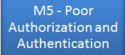 M5 - Poor
Authorization and
Authentication